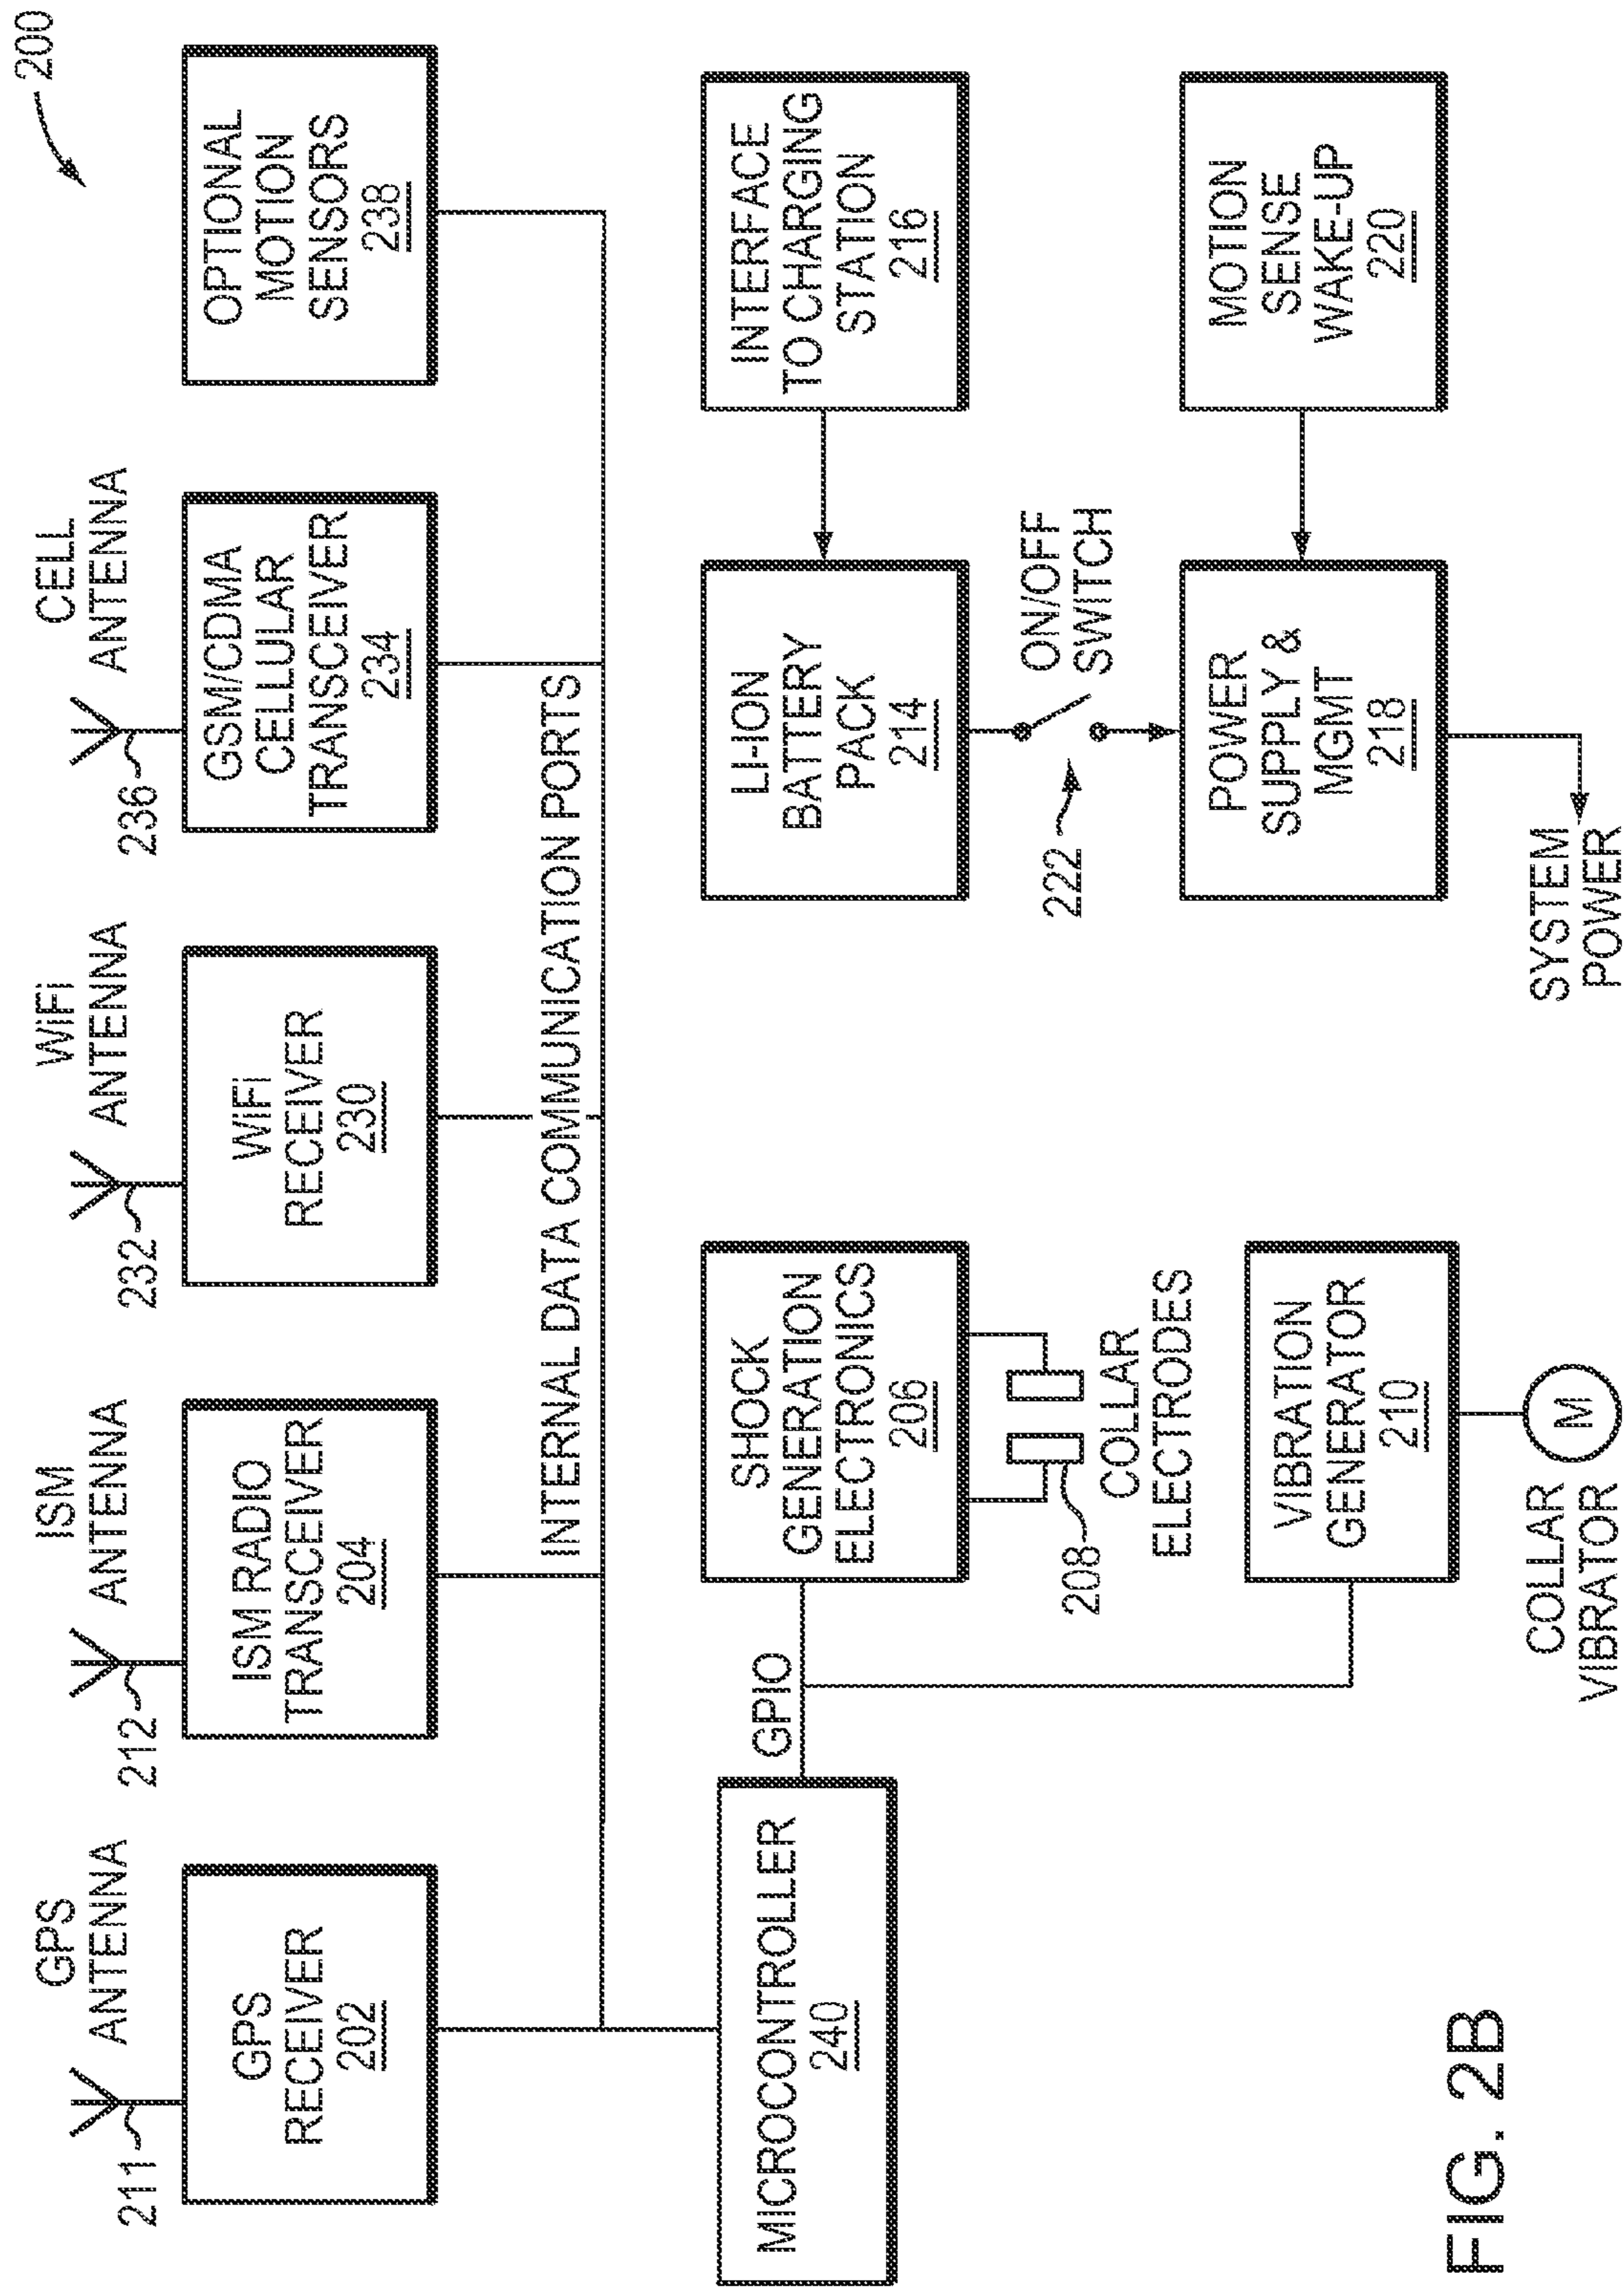 200
GPS
ANTENNA
211
GPS
RECEIVER
202
ISM
ANTENNA
212
ISM RADIO
TRANSCEIVER
204
WiFi
ANTENNA
232
WiFi
RECEIVER
230
CELL
ANTENNA
236
GSM/CDMA
CELLULAR
TRANSCEIVER
234
OPTIONAL
MOTION
SENSORS
238
INTERNAL DATA COMMUNICATION PORTS
MICROCONTROLLER
240
GPIO
SHOCK
GENERATION
ELECTRONICS
206
208
COLLAR
ELECTRODES
VIBRATION
GENERATOR
210
COLLAR
VIBRATOR
M
LI-ION
BATTERY
PACK
214
INTERFACE
TO CHARGING
STATION
216
222
ON/OFF
SWITCH
POWER
SUPPLY &
MGMT
218
MOTION
SENSE
WAKE-UP
220
SYSTEM
POWER
FIG. 2B